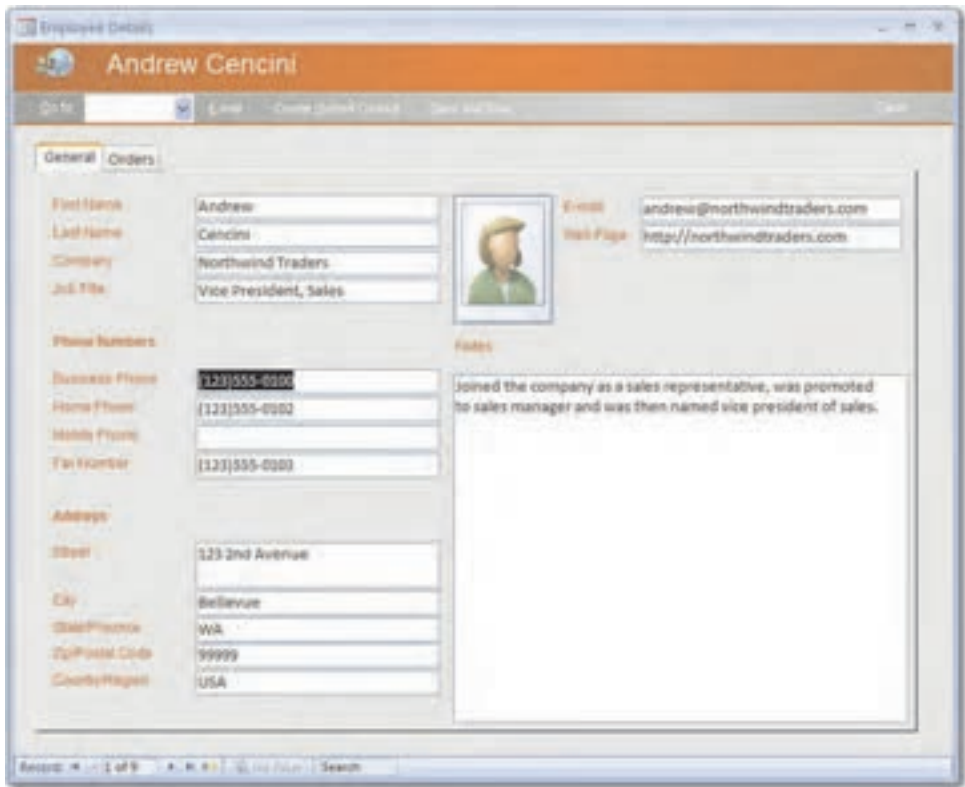 Employee Details
Andrew Cencini
Go to
E-mail
Create Outlook Contact
Save and New
Close
General Orders
First Name Andrew
Last Name Cencini
Company Northwind Traders
Job Title Vice President, Sales
E-mail andrew@northwindtraders.com
Web Page http://northwindtraders.com
Phone Numbers
Business Phone (123)555-0100
Home Phone (123)555-0102
Mobile Phone
Fax Number (123)555-0103
Notes
Joined the company as a sales representative, was promoted
to sales manager and was then named vice president of sales.
Address
Street 123 2nd Avenue
City Bellevue
State/Province WA
Zip/Postal Code 99999
Country/Region USA
Record: 1 of 9 No Filter Search